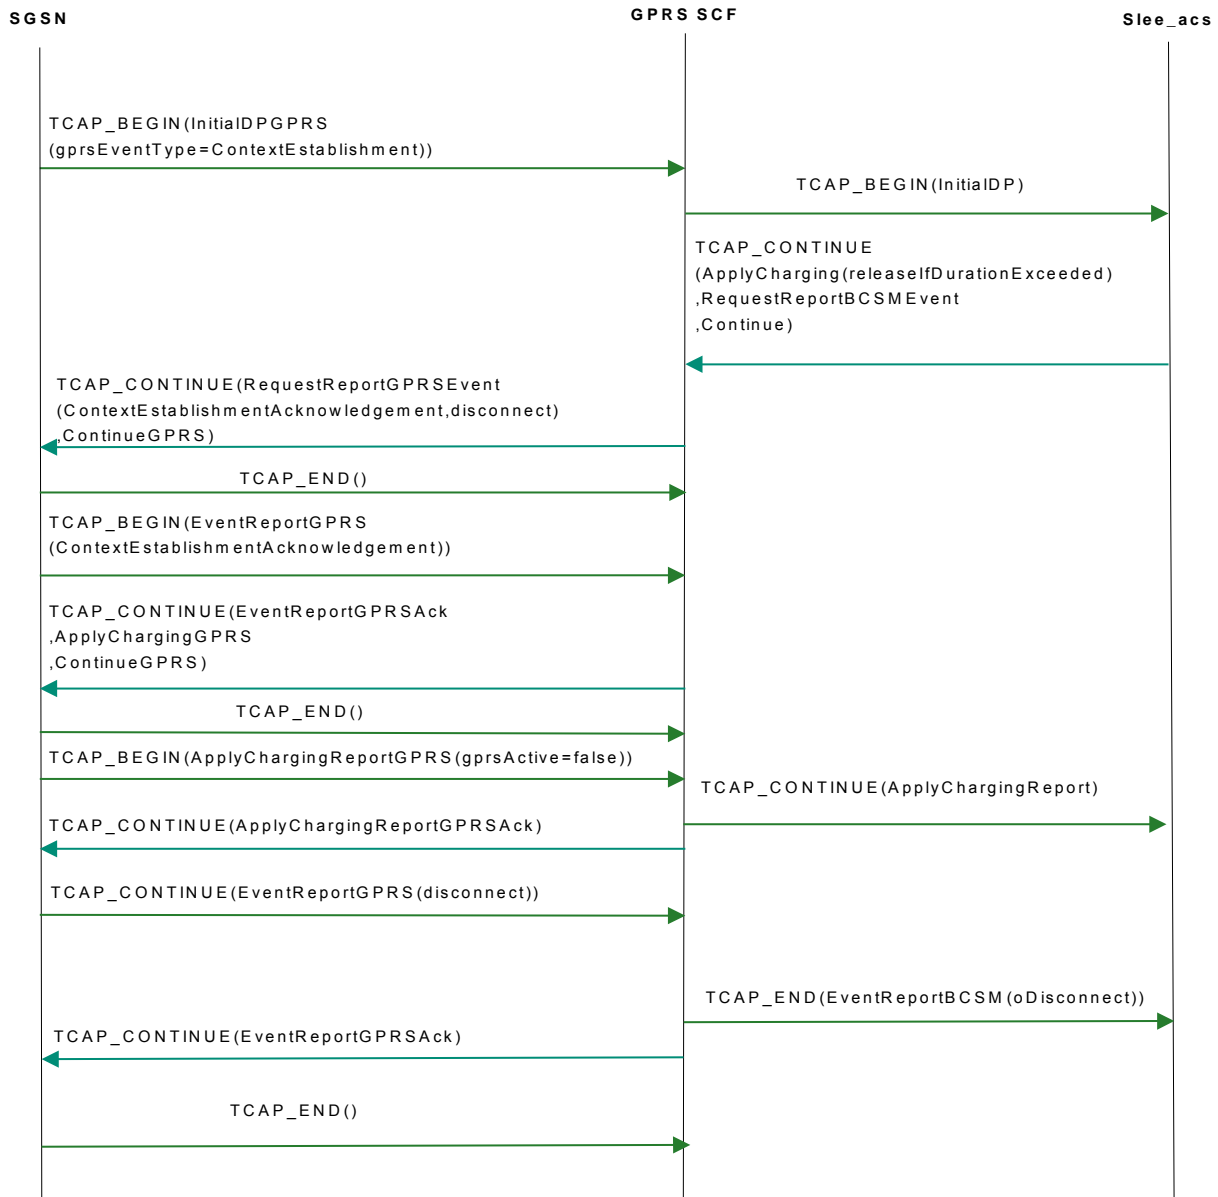 SGSN
GPRS SCF
Slee_acs
TCAP_BEGIN(InitialDPGPRS
(gprsEventType=ContextEstablishment))
TCAP_BEGIN(InitialDP)
TCAP_CONTINUE
(ApplyCharging(releaseIfDurationExceeded)
,RequestReportBCSMEvent
,Continue)
TCAP_CONTINUE(RequestReportGPRSEvent
(ContextEstablishmentAcknowledgement,disconnect)
,ContinueGPRS)
TCAP_END()
TCAP_BEGIN(EventReportGPRS
(ContextEstablishmentAcknowledgement))
TCAP_CONTINUE(EventReportGPRSAck
,ApplyChargingGPRS
,ContinueGPRS)
TCAP_END()
TCAP_BEGIN(ApplyChargingReportGPRS(gprsActive=false))
TCAP_CONTINUE(ApplyChargingReport)
TCAP_CONTINUE(ApplyChargingReportGPRSAck)
TCAP_CONTINUE(EventReportGPRS(disconnect))
TCAP_END(EventReportBCSM(oDisconnect))
TCAP_CONTINUE(EventReportGPRSAck)
TCAP_END()